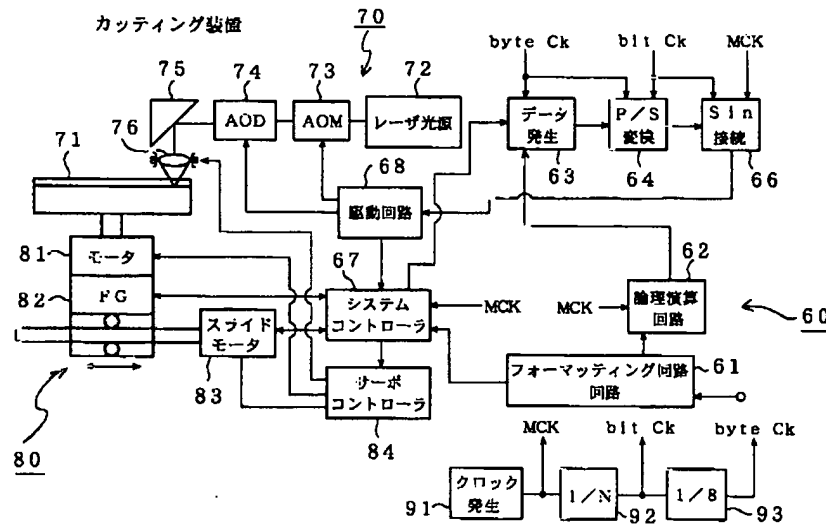 カッティング装置
70
byte Ck
bit Ck
MCK
75
74
73
72
AOD
AOM
レーザ光源
データ
発生
P/S
変換
Sin
接続
76
71
63
64
66
68
駆動回路
81
モータ
82
FG
67
システム
コントローラ
MCK
62
論理演算
回路
MCK
60
スライド
モータ
83
フォーマッティング回路
回路
61
サーボ
コントローラ
84
80
MCK
bit Ck
byte Ck
クロック
発生
91
1/N
92
1/8
93